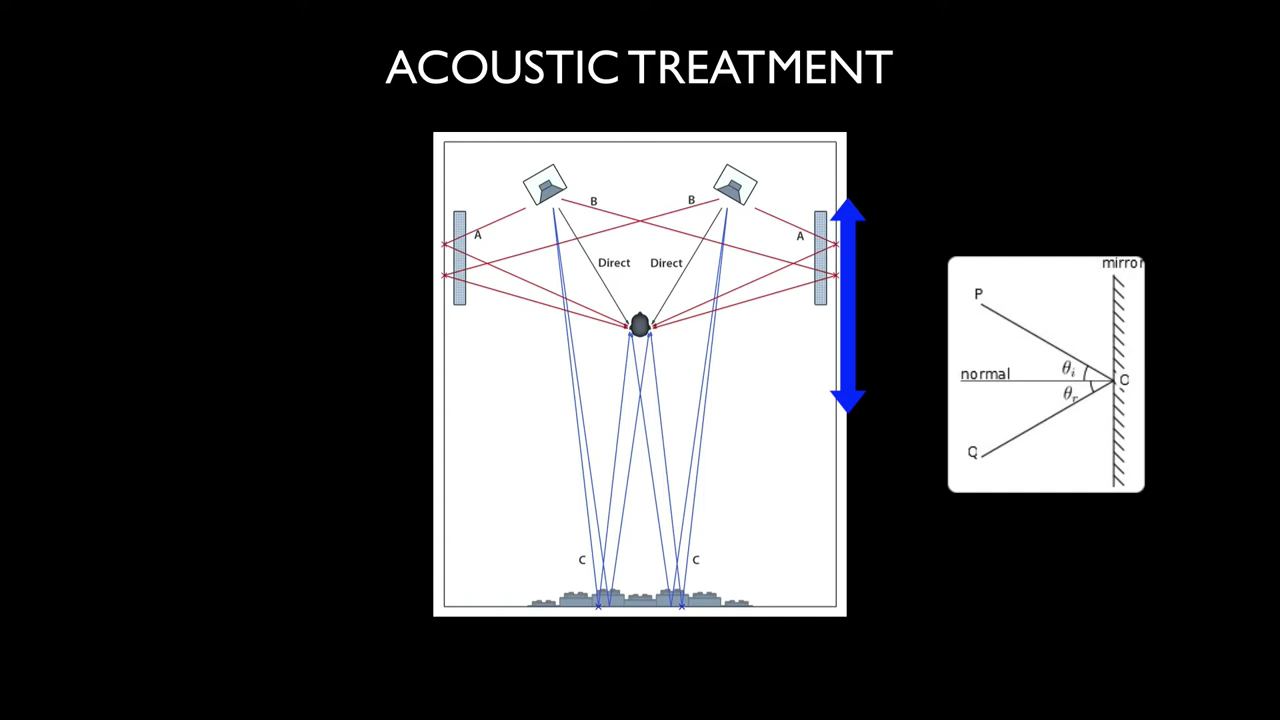 ACOUSTIC TREATMENT
B
B
A
A
Direct
Direct
C
C
mirror
P
normal
θi
O
θr
Q